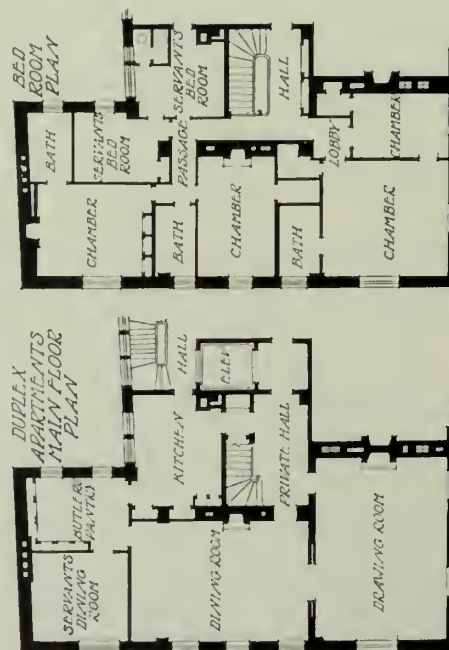 BED
ROOM
PLAN
BATH
SERVANTS
BED
ROOM
SERVANTS
BED
ROOM
PASSAGE
HALL
CHAMBER
BATH
CHAMBER
BATH
LOBBY
CHAMBER
CHAMBER
DUPLEX
APARTMENTS
MAIN FLOOR
PLAN
HALL
ELEV
KITCHEN
BUTLERS
PANTRY
SERVANTS
DINING
ROOM
PRIVATE HALL
DINING ROOM
DRAWING ROOM